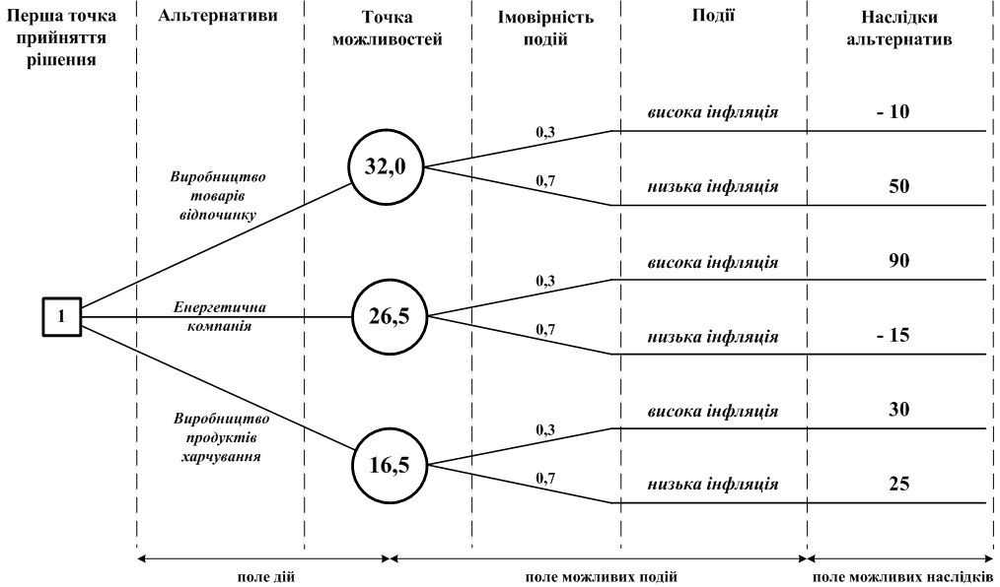 Перша точка
прийняття
рішення
Альтернативи
Точка
можливостей
Імовірність
подій
Події
Наслідки
альтернатив
1
Виробництво
товарів
відпочинку
32,0
0,3
висока інфляція
- 10
0,7
низька інфляція
50
Енергетична
компанія
26,5
0,3
висока інфляція
90
0,7
низька інфляція
- 15
Виробництво
продуктів
харчування
16,5
0,3
висока інфляція
30
0,7
низька інфляція
25
поле дій
поле можливих подій
поле можливих наслідків